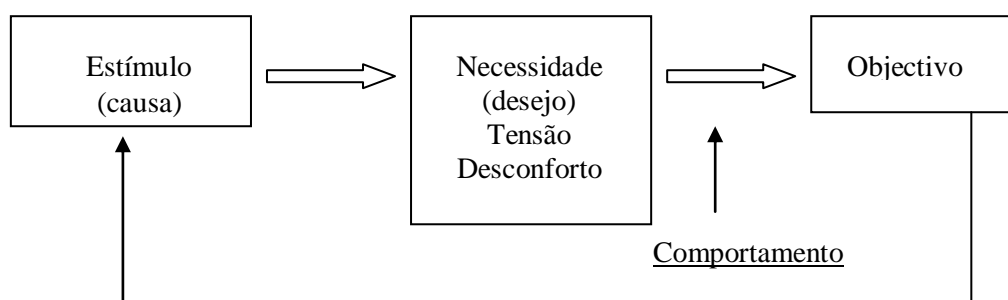 Estímulo
(causa)
Necessidade
(desejo)
Tensão
Desconforto
Objectivo
Comportamento